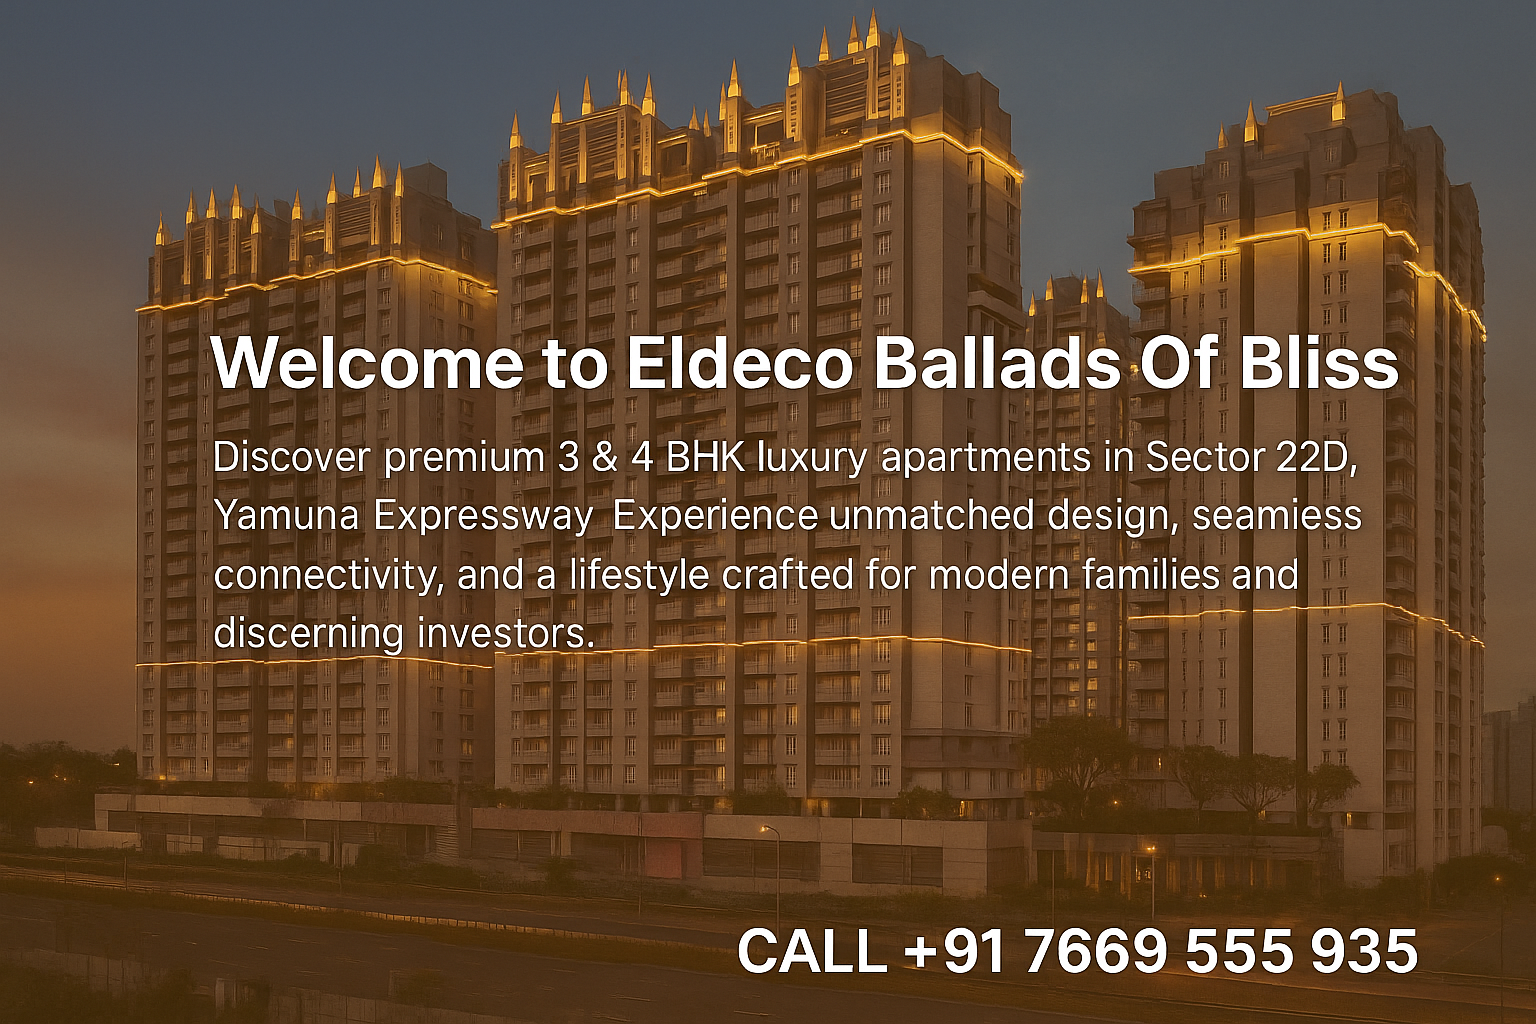 Welcome to Eldeco Ballads Of Bliss
Discover premium 3 & 4 BHK luxury apartments in Sector 22D,
Yamuna Expressway Experience unmatched design, seamiess
connectivity, and a lifestyle crafted for modern families and
discerning investors.
CALL +91 7669 555 935